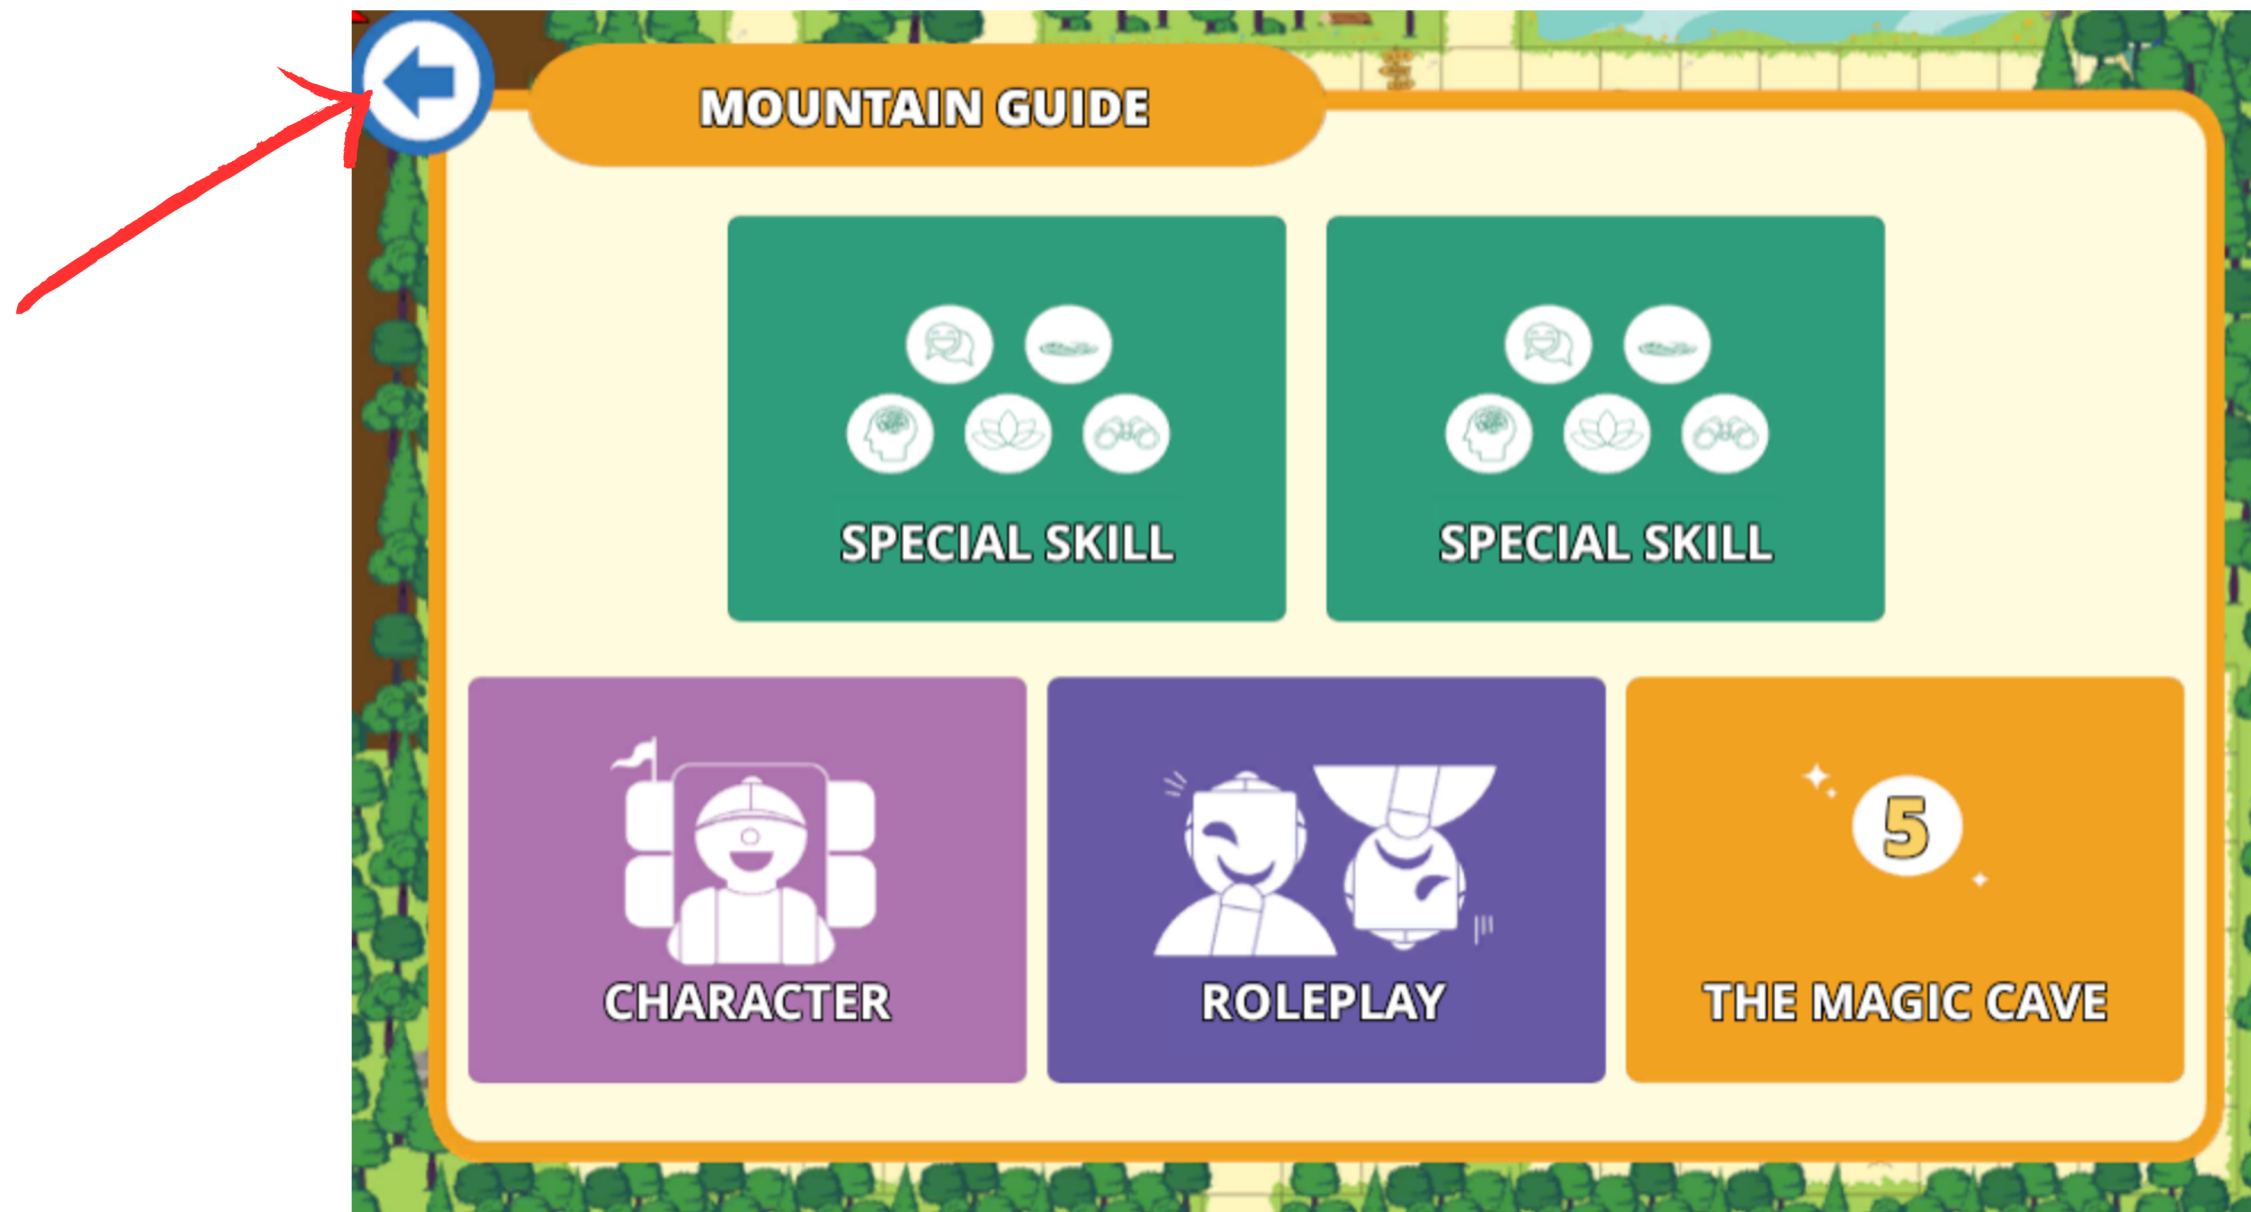 MOUNTAIN GUIDE
SPECIAL SKILL
SPECIAL SKILL
5
CHARACTER
ROLEPLAY
THE MAGIC CAVE